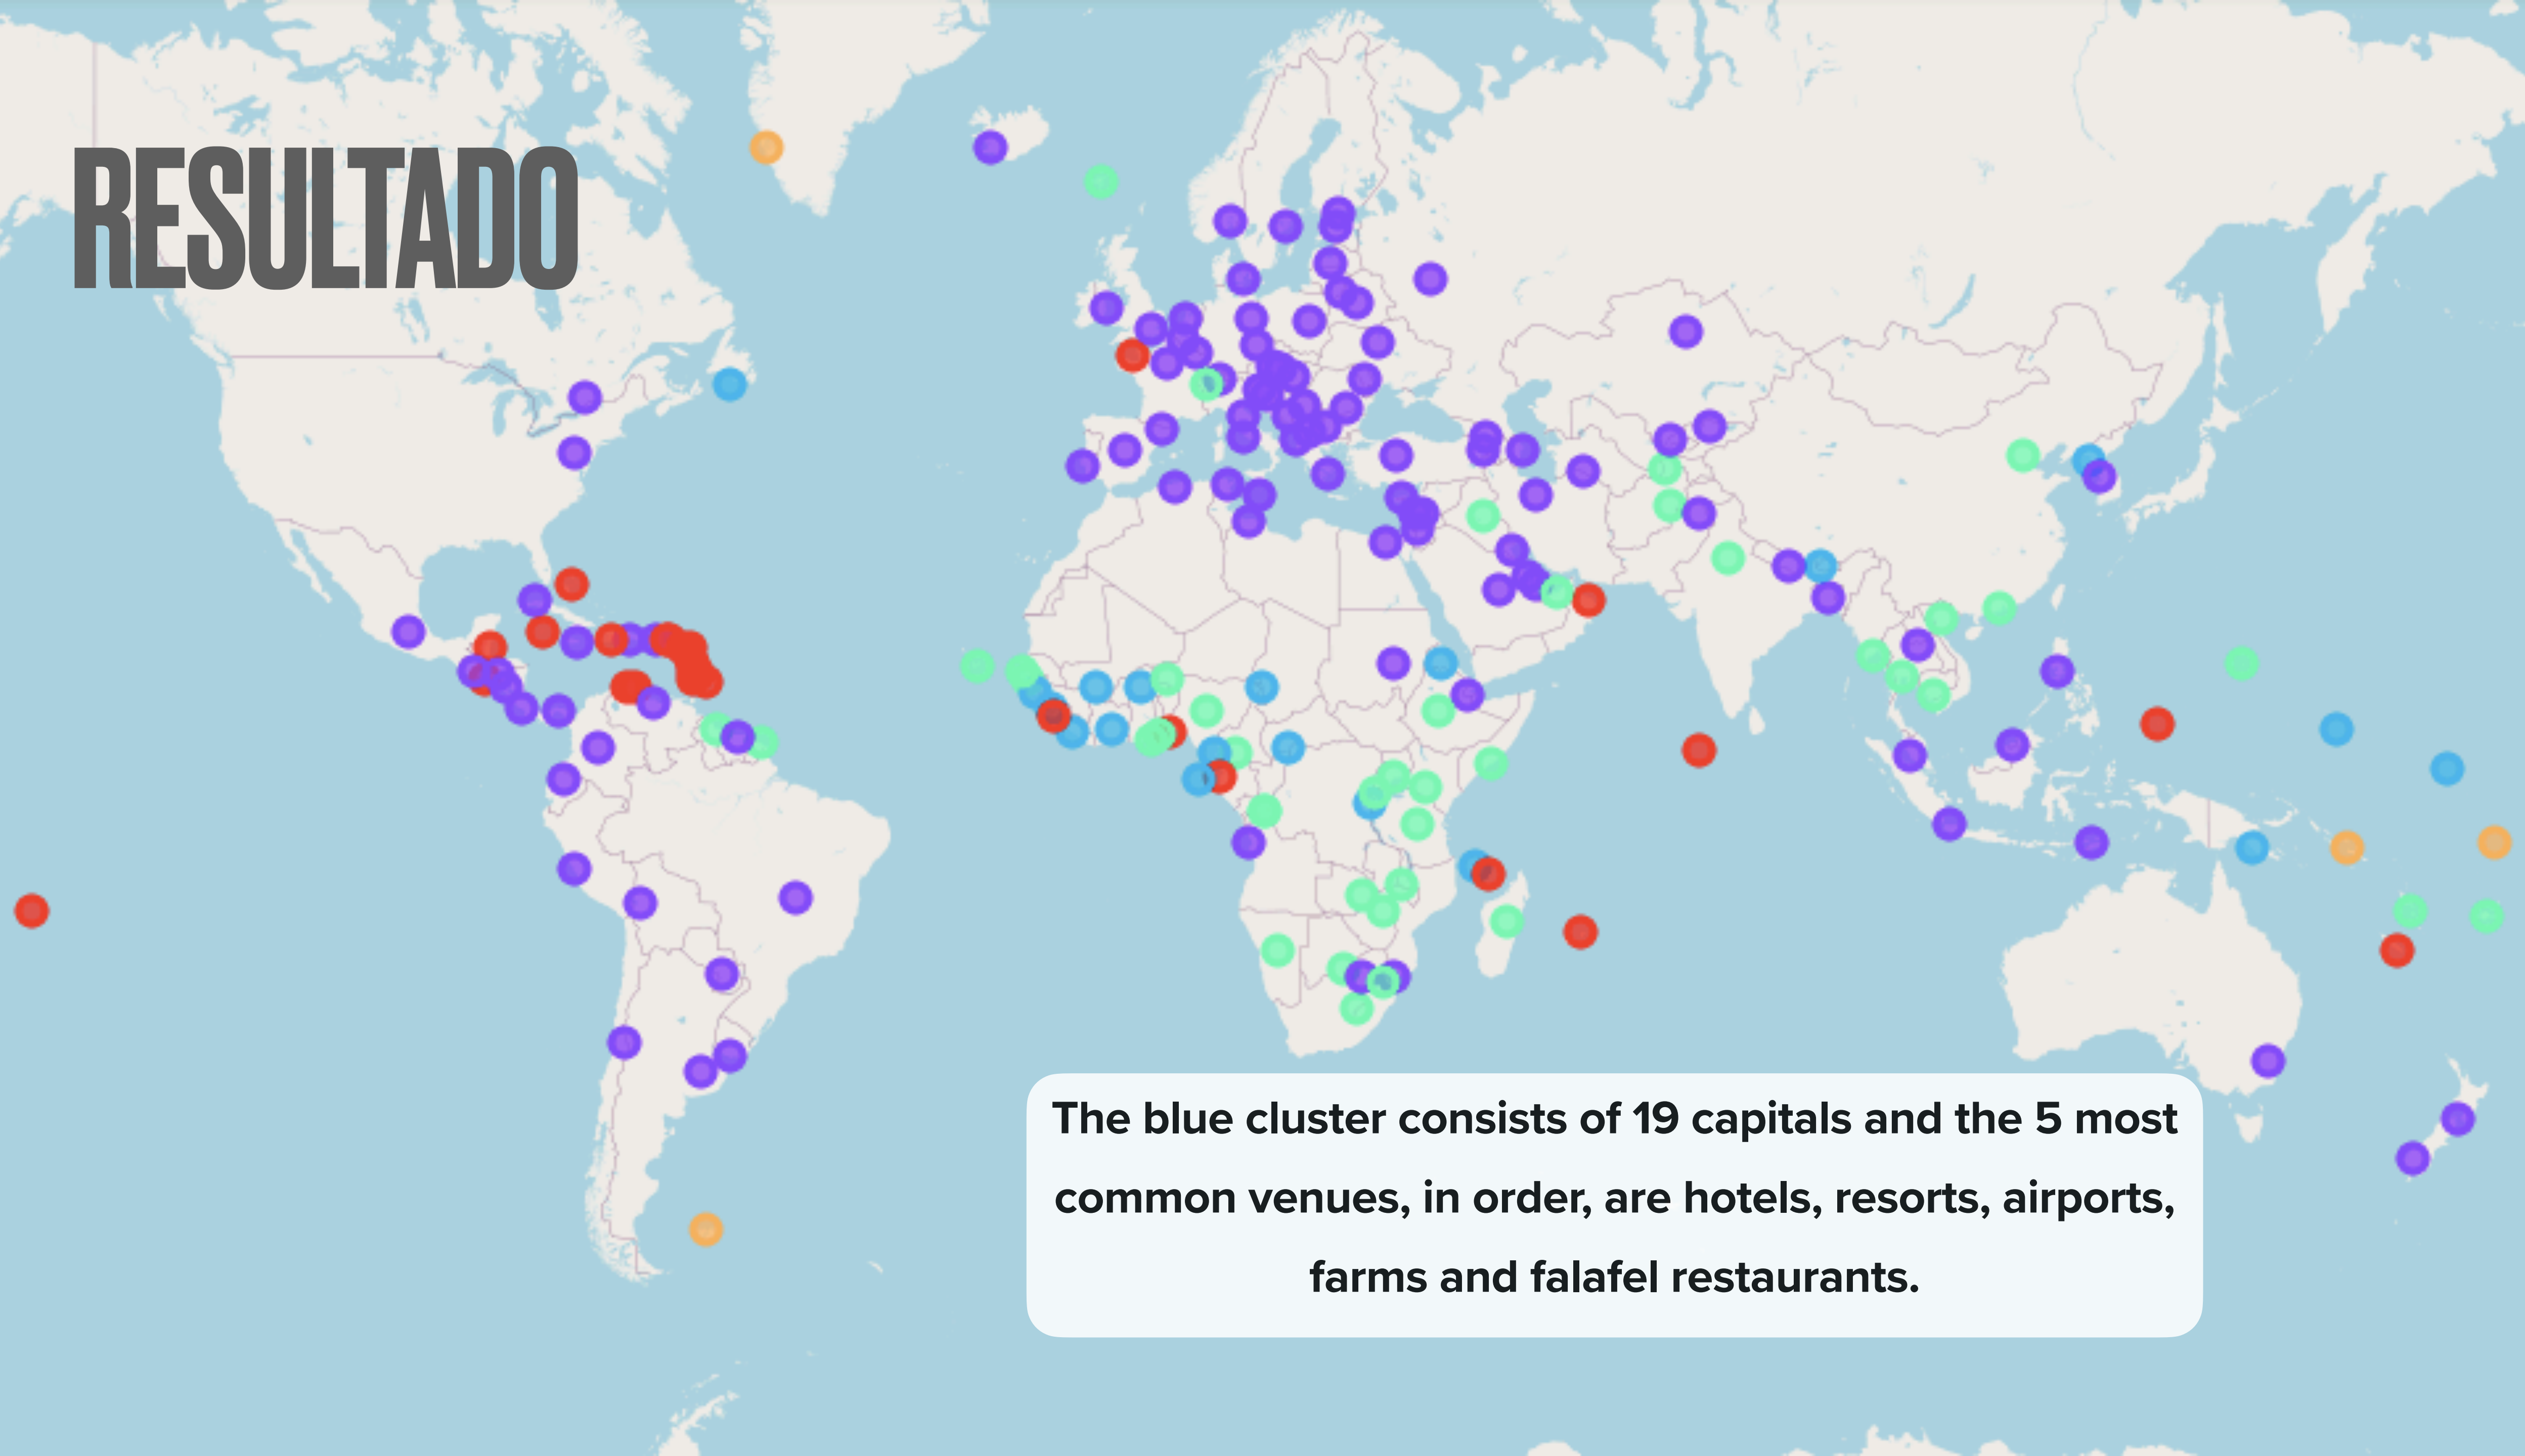 RESULTADO
The blue cluster consists of 19 capitals and the 5 most
common venues, in order, are hotels, resorts, airports,
farms and falafel restaurants.